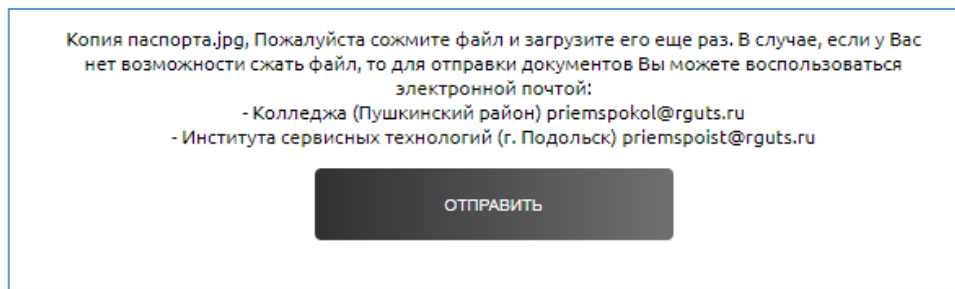 Копия паспорта.jpg, Пожалуйста сожмите файл и загрузите его еще раз. В случае, если у Вас
нет возможности сжать файл, то для отправки документов Вы можете воспользоваться
электронной почтой:
- Колледжа (Пушкинский район) priemspokol@rguts.ru
- Института сервисных технологий (г. Подольск) priemspoist@rguts.ru
ОТПРАВИТЬ